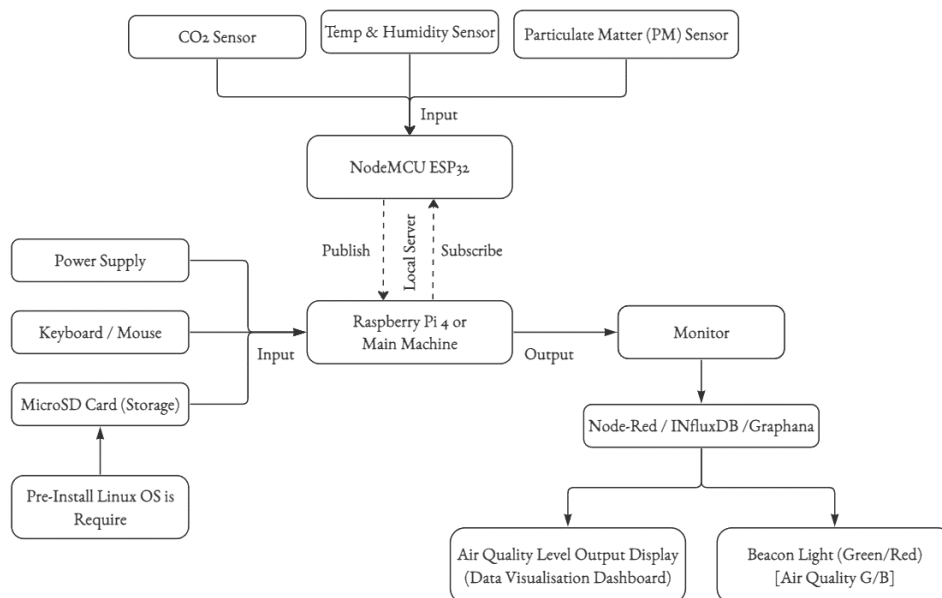 CO2 Sensor
Temp & Humidity Sensor
Particulate Matter (PM) Sensor
Input
NodeMCU ESP32
Publish
Local Server
Subscribe
Power Supply
Keyboard / Mouse
MicroSD Card (Storage)
Pre-Install Linux OS is
Require
Input
Raspberry Pi 4 or
Main Machine
Output
Monitor
Node-Red / INfluxDB /Graphana
Air Quality Level Output Display
(Data Visualisation Dashboard)
Beacon Light (Green/Red)
[Air Quality G/B]